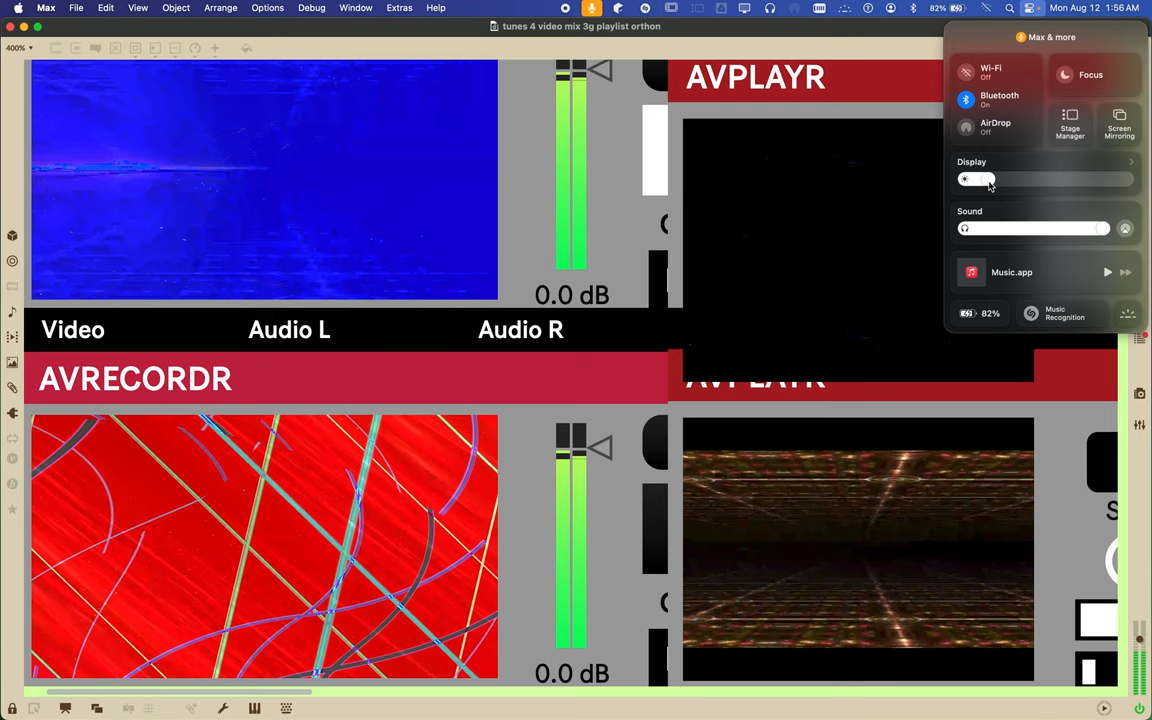 Max File Edit View Object Arrange Options Debug Window Extras Help 82% Mon Aug 12 1:56 AM
tunes 4 video mix 3g playlist orthon
400%
Max & more
Wi-Fi
Off
Focus
Bluetooth
On
AirDrop
Off
Stage
Manager
Screen
Mirroring
Display
Sound
Music.app
82%
Music
Recognition
AVPLAYR
0.0 dB
Video Audio L Audio R
AVRECORDR
AVPLAYR
0.0 dB